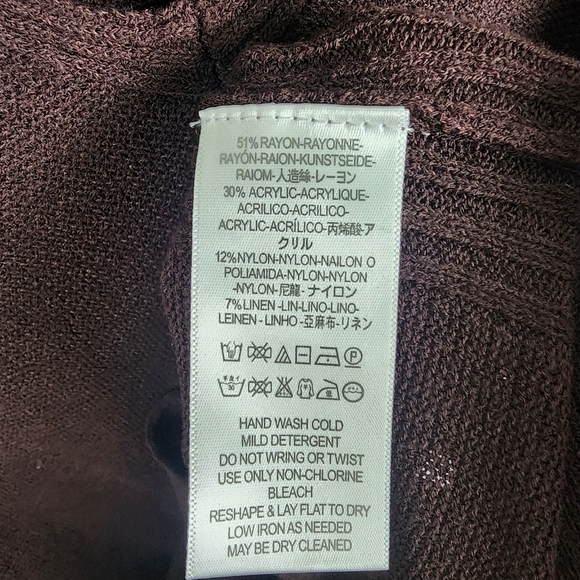 51% RAYON-RAYONNE-
RAYÓN-RAION-KUNSTSEIDE-
RAIOM-人造絲-レーヨン
30% ACRYLIC-ACRYLIQUE-
ACRILICO-ACRILICO-
ACRYLIC-ACRÍLICO-丙烯酸-ア
クリル
12%NYLON-NYLON-NAILON O
POLIAMIDA-NYLON-NYLON
-NYLON-尼龍- ナイロン
7% LINEN -LIN-LINO-LINO-
LEINEN - LINHO -亞麻布-リネン
P
手洗イ
30
HAND WASH COLD
MILD DETERGENT
DO NOT WRING OR TWIST
USE ONLY NON-CHLORINE
BLEACH
RESHAPE & LAY FLAT TO DRY
LOW IRON AS NEEDED
MAY BE DRY CLEANED